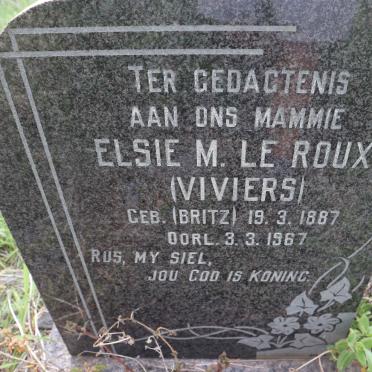 TER GEDAGTENIS
AAN ONS MAMMIE
ELSIE M. LE ROUX
(VIVIERS)
GEB. (BRITZ) 19. 3. 1887
OORL. 3. 3. 1967
RUS, MY SIEL,
JOU GOD IS KONING.